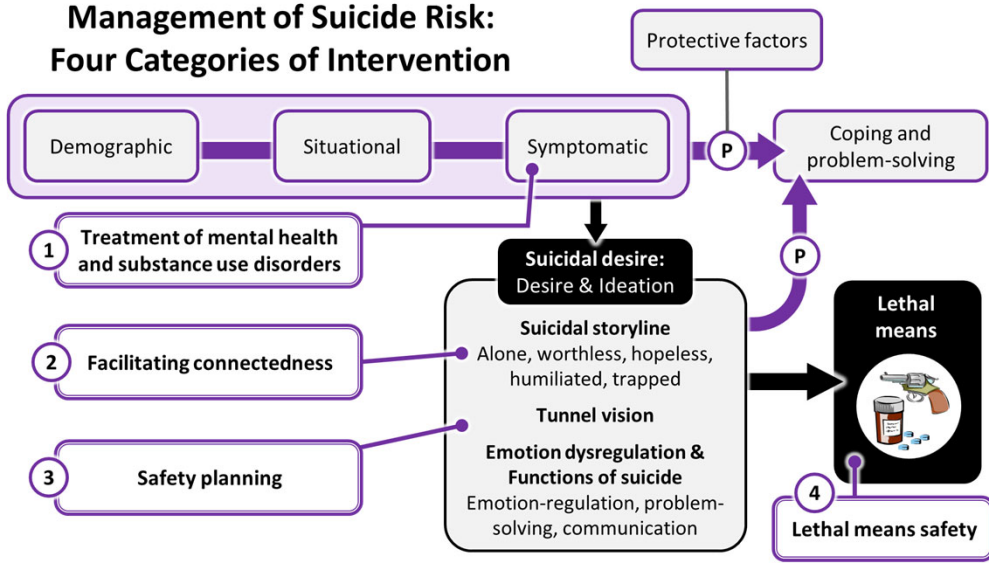 Management of Suicide Risk:
Four Categories of Intervention
Protective factors
Demographic
Situational
Symptomatic
P
Coping and
problem-solving
1
Treatment of mental health
and substance use disorders
Suicidal desire:
Desire & Ideation
P
Lethal
means
2
Facilitating connectedness
Suicidal storyline
Alone, worthless, hopeless,
humiliated, trapped
Tunnel vision
3
Safety planning
Emotion dysregulation &
Functions of suicide
Emotion-regulation, problem-
solving, communication
4
Lethal means safety